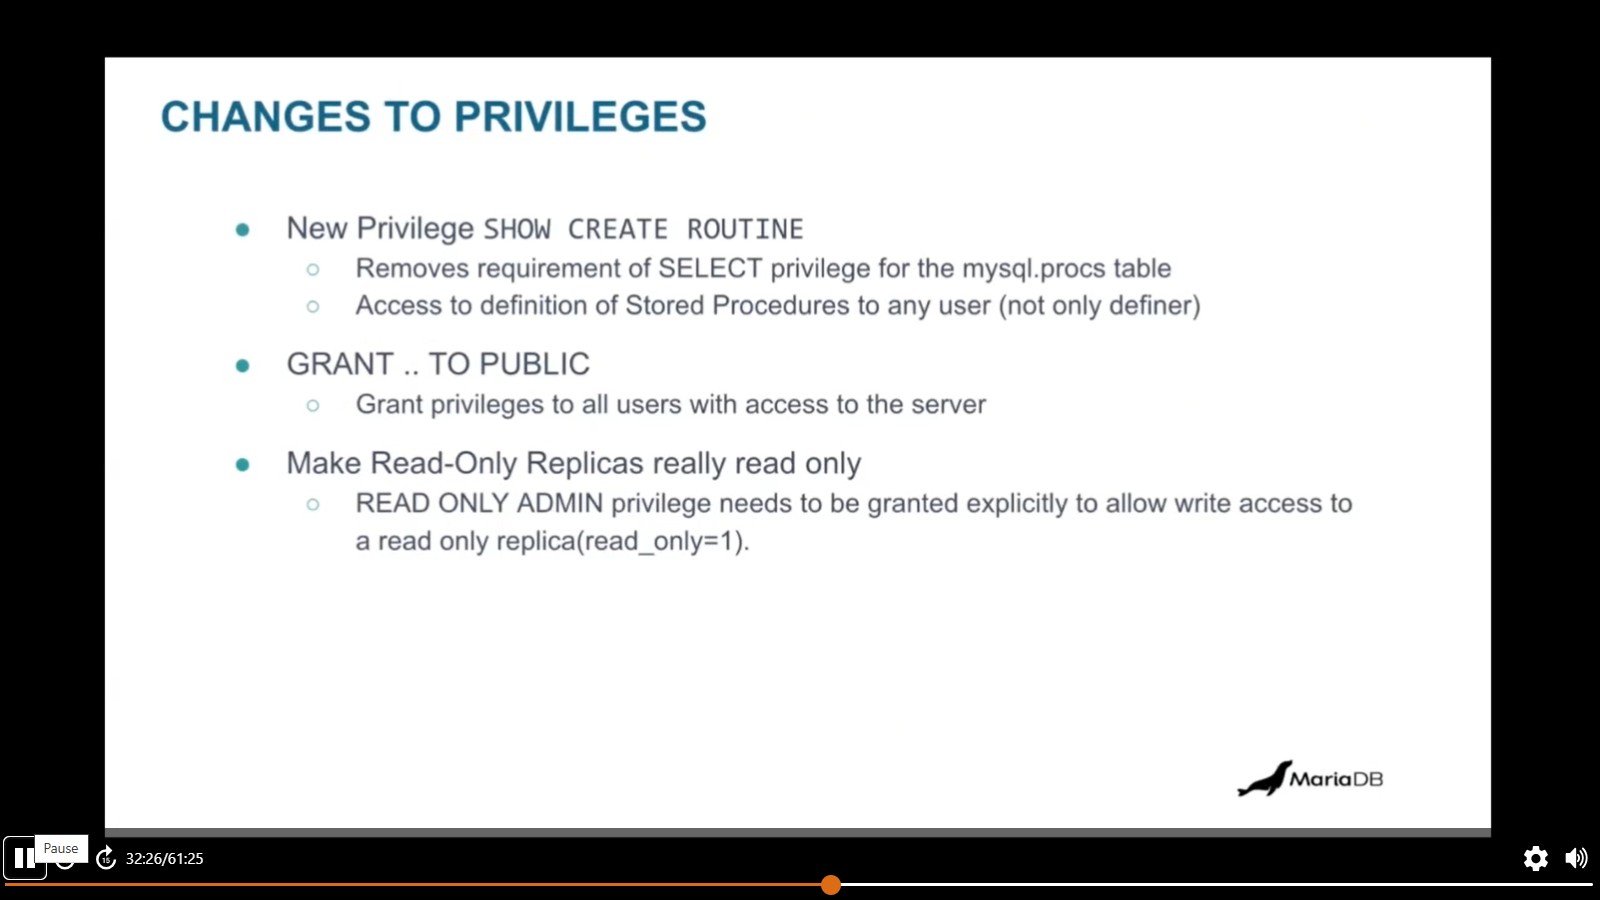 CHANGES TO PRIVILEGES
New Privilege SHOW CREATE ROUTINE
Removes requirement of SELECT privilege for the mysql.procs table
Access to definition of Stored Procedures to any user (not only definer)
GRANT .. TO PUBLIC
Grant privileges to all users with access to the server
Make Read-Only Replicas really read only
READ ONLY ADMIN privilege needs to be granted explicitly to allow write access to
a read only replica(read_only=1).
MariaDB
Pause
15
32:26/61:25